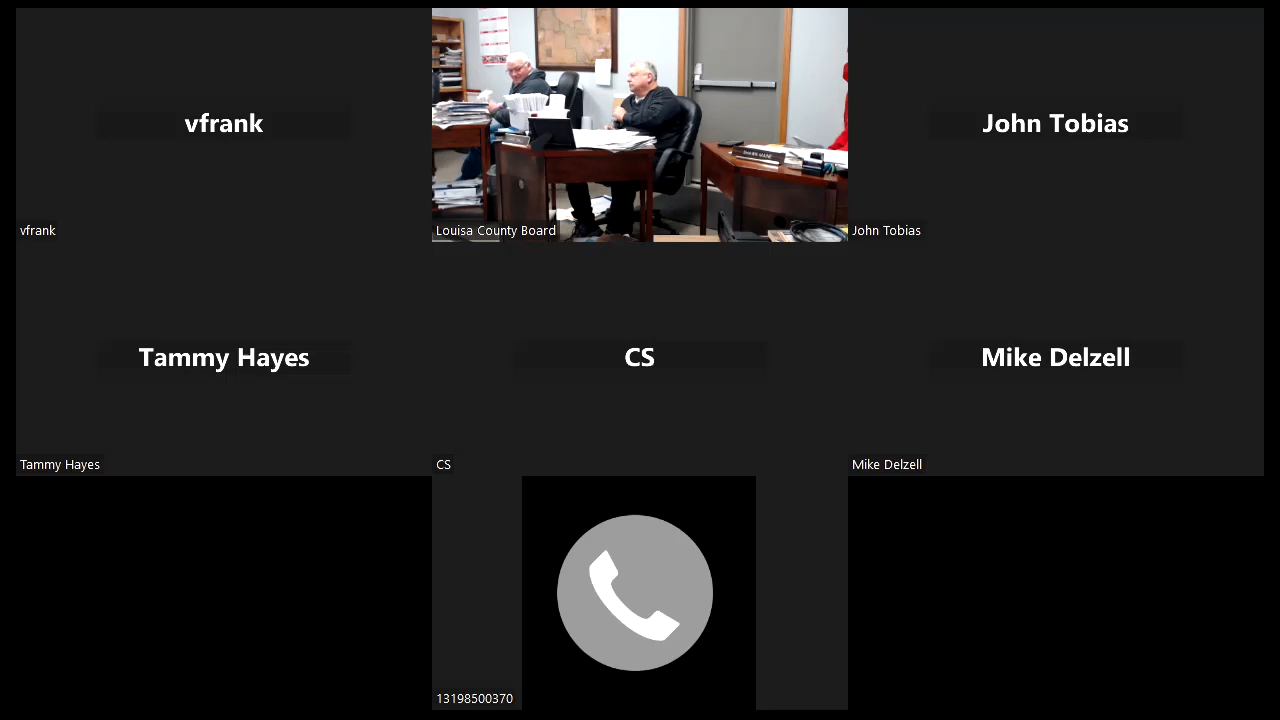 vfrank
vfrank
Louisa County Board
John Tobias
John Tobias
Tammy Hayes
Tammy Hayes
CS
CS
Mike Delzell
Mike Delzell
13198500370